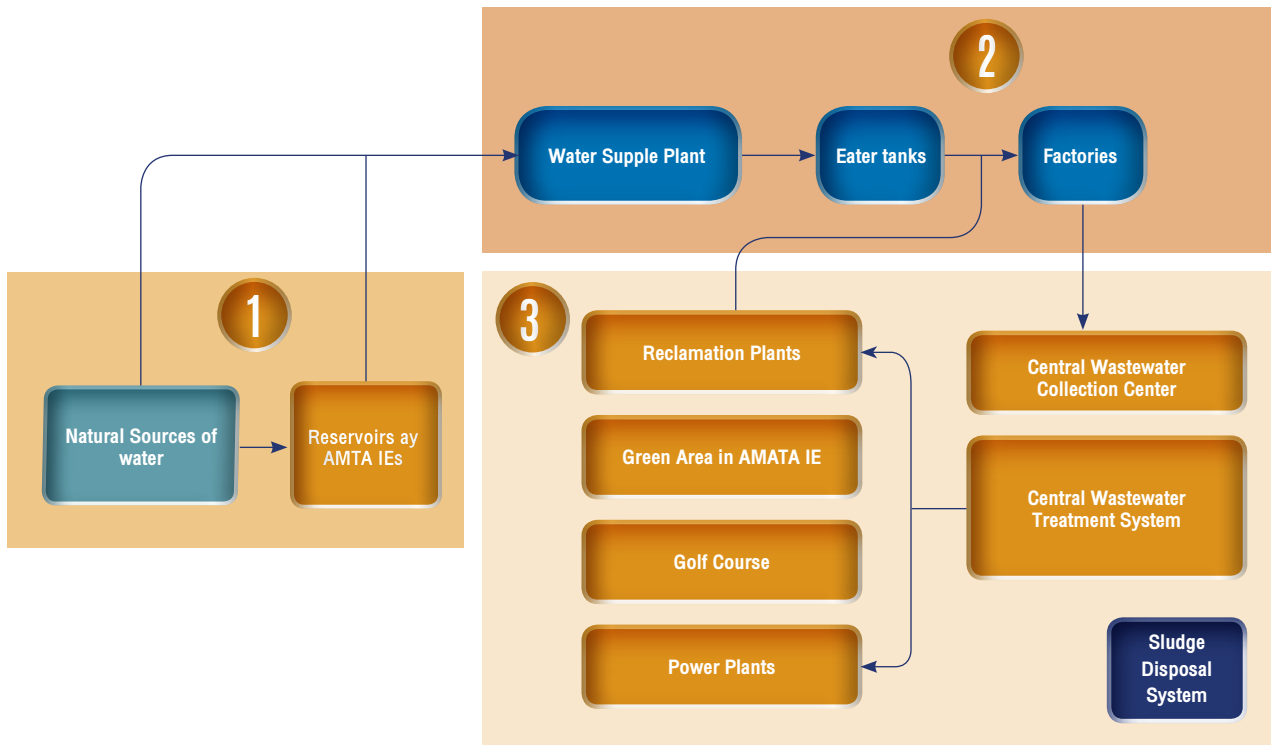 1
Natural Sources of
water
Reservoirs ay
AMTA IEs
2
Water Supple Plant
Eater tanks
Factories
3
Reclamation Plants
Green Area in AMATA IE
Golf Course
Power Plants
Central Wastewater
Collection Center
Central Wastewater
Treatment System
Sludge
Disposal
System